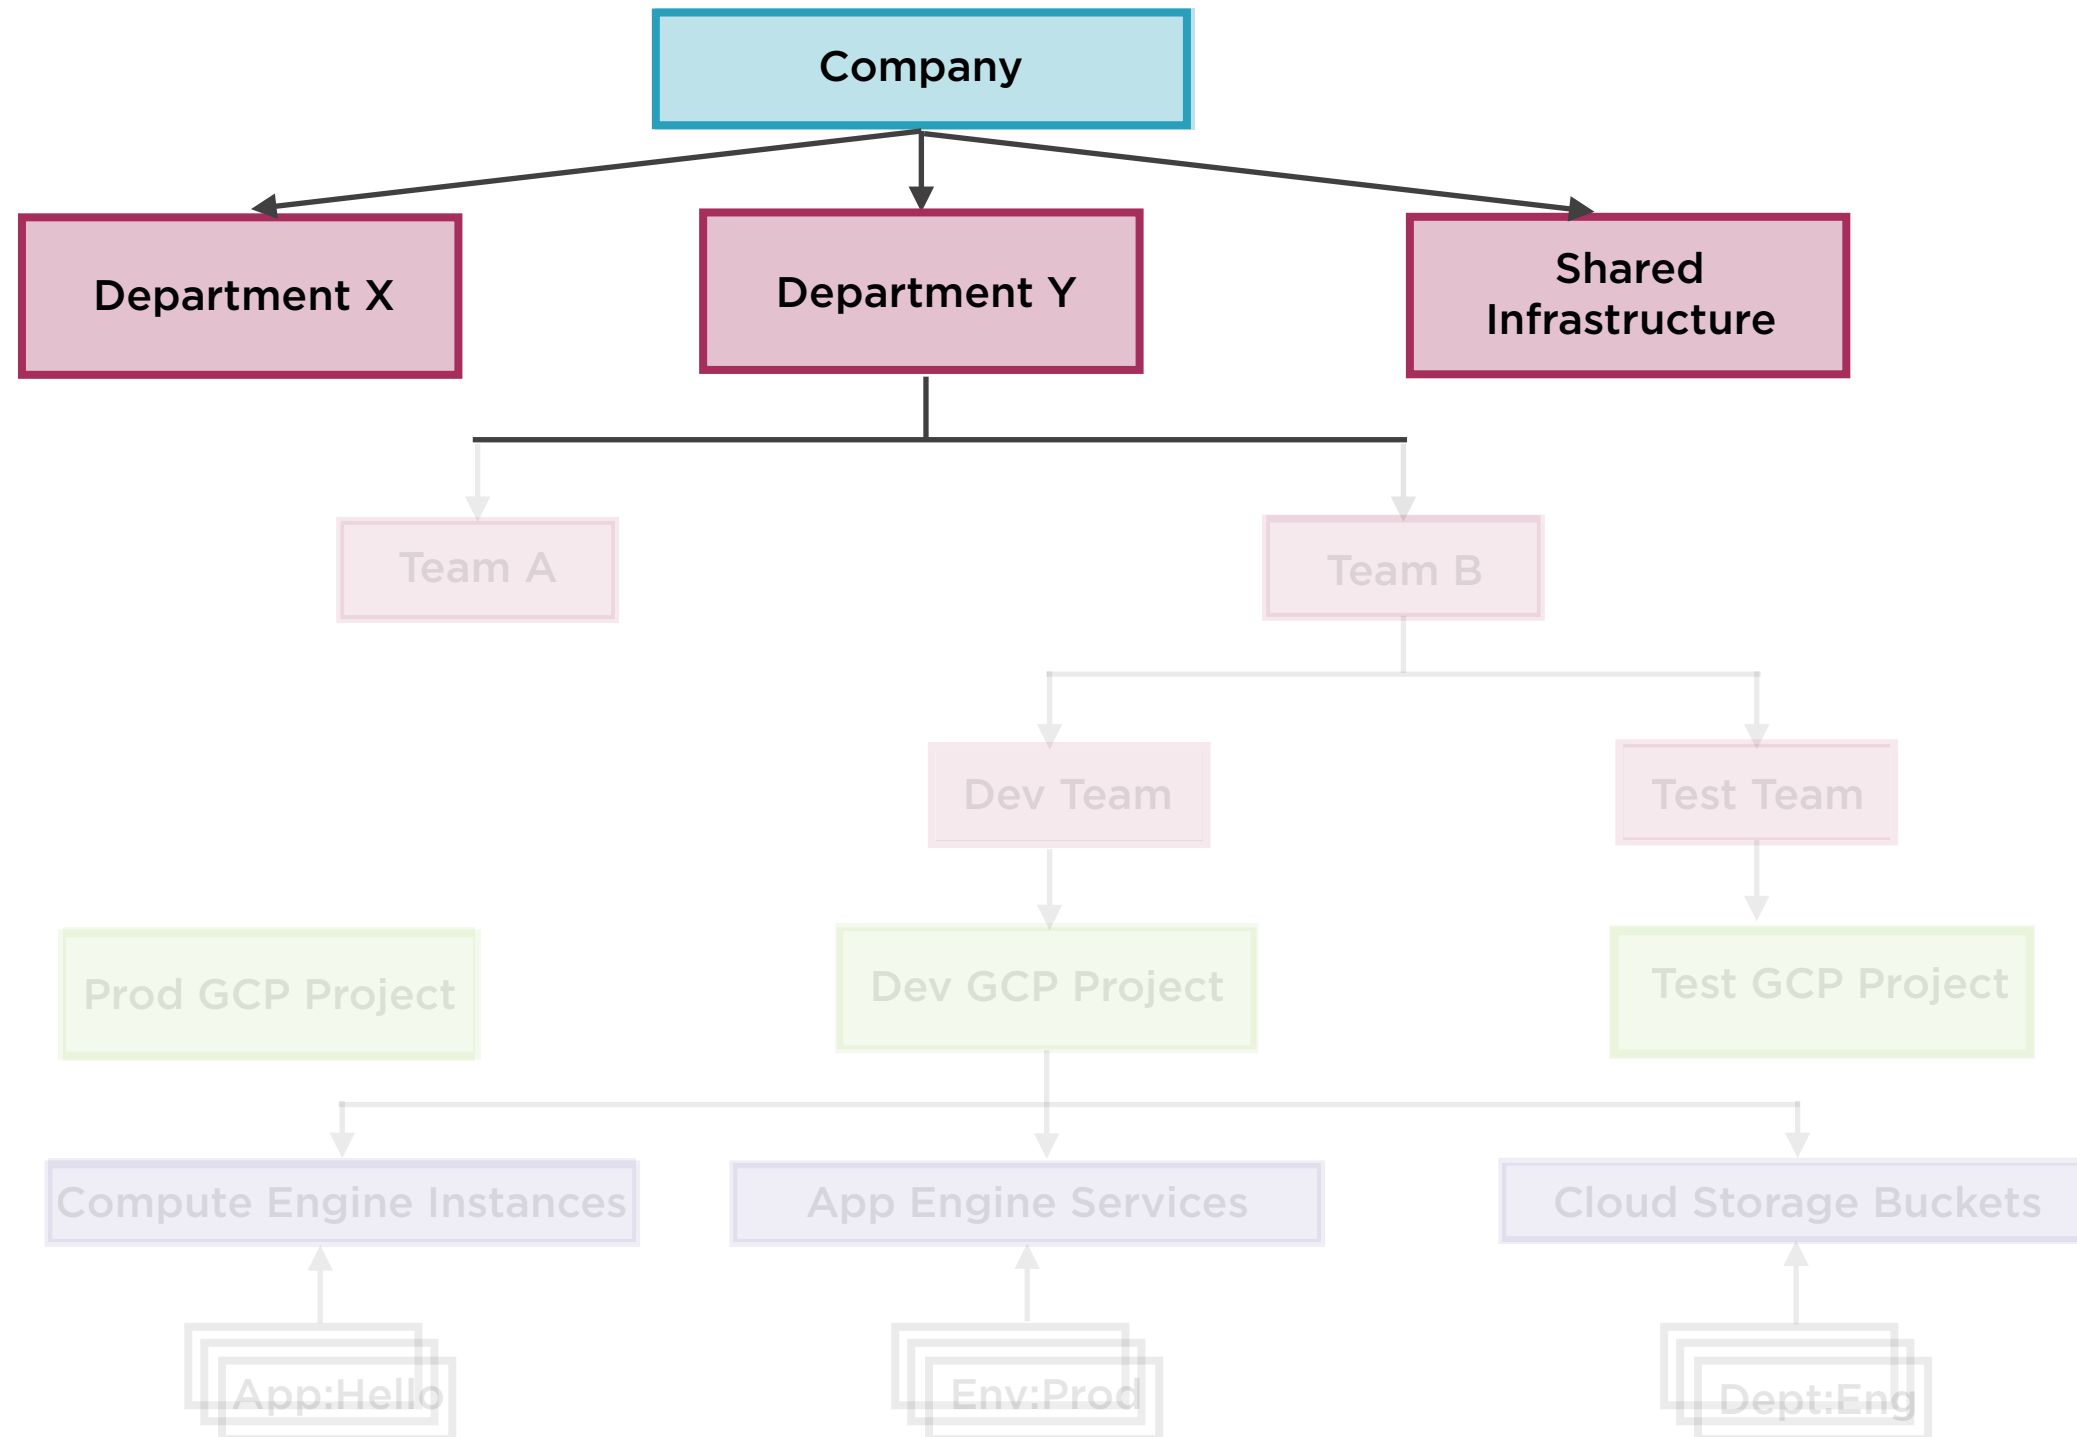 Company
Department X
Department Y
Shared
Infrastructure
Team A
Team B
Dev Team
Test Team
Prod GCP Project
Dev GCP Project
Test GCP Project
Compute Engine Instances
App Engine Services
Cloud Storage Buckets
App:Hello
Env:Prod
Dept:Eng